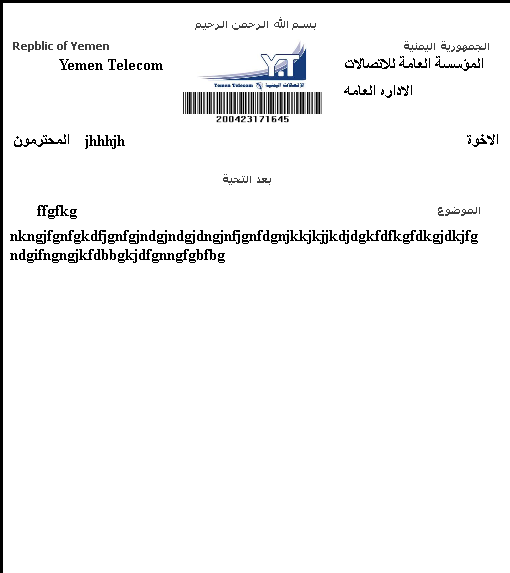 بسم الله الرحمن الرحيم
الجمهورية اليمنية
Repblic of Yemen
المؤسسة العامة للاتصالات
Yemen Telecom
YT
Yemen Telecom الاتصالات اليمنية
الاداره العامه
200423171645
الاخوة jhhhjh المحترمون
بعد التحية
الموضوع ffgfkg
nkngjfgnfgkdfjgnfgjndgjndgjdngjnfjgnfdgnjkkjkjjkdjdgkfdfkgfdkgjdkjfg
ndgifngngjkfdbbgkjdfgnngfgbfbg